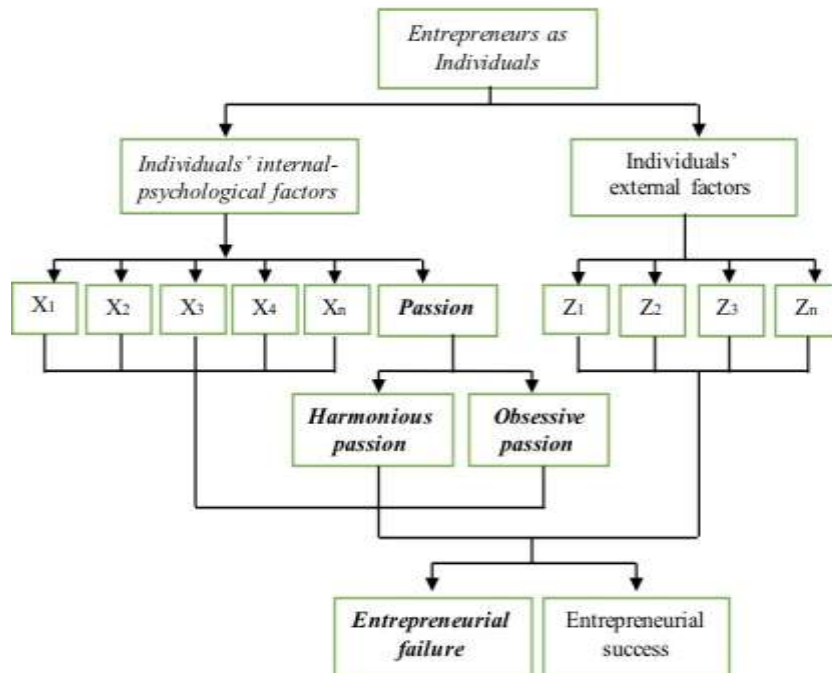 Entrepreneurs as
Individuals
Individuals' internal-
psychological factors
Individuals'
external factors
X1
X2
X3
X4
Xn
Passion
Z1
Z2
Z3
Zn
Harmonious
passion
Obsessive
passion
Entrepreneurial
failure
Entrepreneurial
success